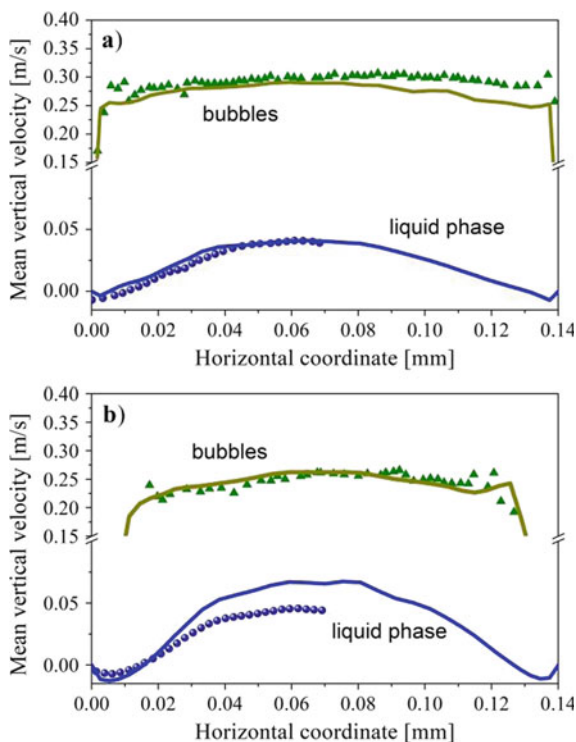 a)
Mean vertical velocity [m/s]
0.40
0.35
0.30
0.25
0.20
0.15
0.05
0.00
bubbles
liquid phase
0.00 0.02 0.04 0.06 0.08 0.10 0.12 0.14
Horizontal coordinate [mm]
b)
Mean vertical velocity [m/s]
0.40
0.35
0.30
0.25
0.20
0.15
0.05
0.00
bubbles
liquid phase
0.00 0.02 0.04 0.06 0.08 0.10 0.12 0.14
Horizontal coordinate [mm]